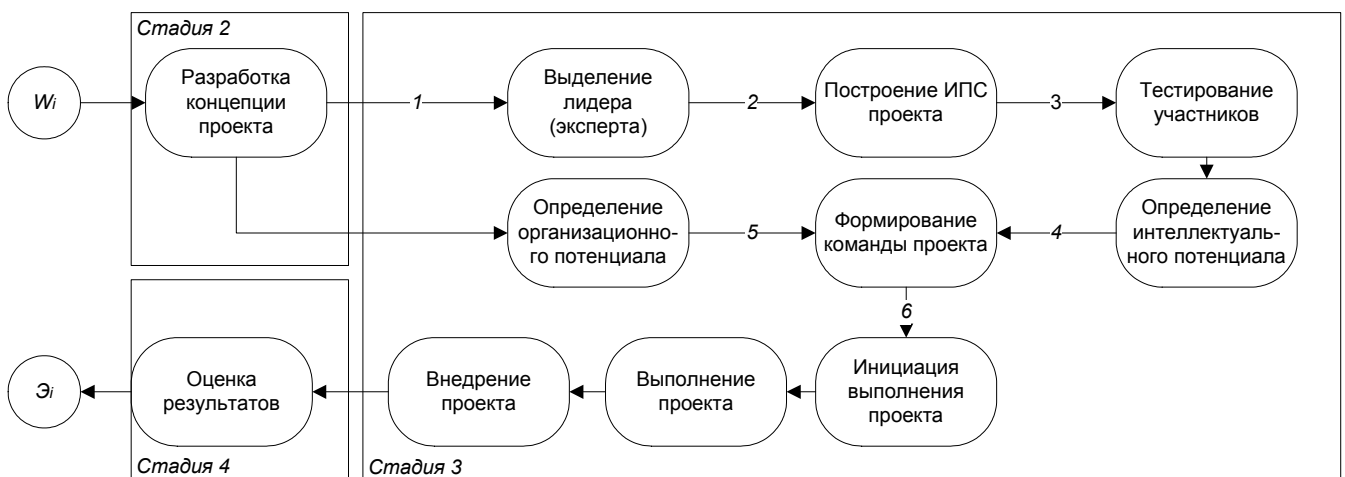 Стадия 2
Wi
Разработка
концепции
проекта
1
Выделение
лидера
(эксперта)
2
Построение ИПС
проекта
3
Тестирование
участников
Определение
организационно-
го потенциала
5
Формирование
команды проекта
4
Определение
интеллектуаль-
ного потенциала
6
Эi
Оценка
результатов
Внедрение
проекта
Выполнение
проекта
Инициация
выполнения
проекта
Стадия 4
Стадия 3